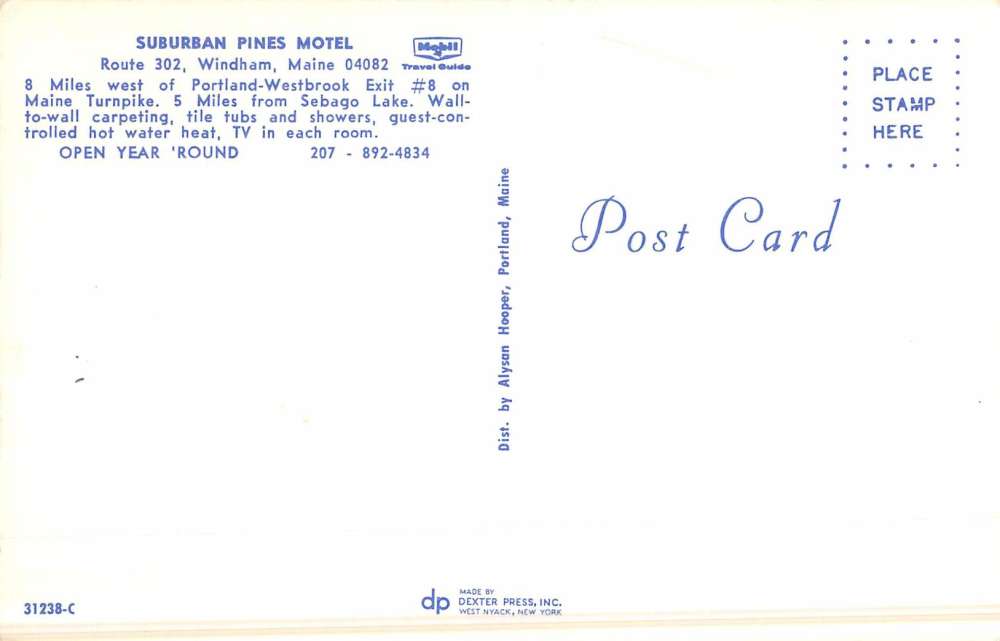 SUBURBAN PINES MOTEL
Mobil
Travel Guide
Route 302, Windham, Maine 04082
8 Miles west of Portland-Westbrook Exit #8 on
Maine Turnpike. 5 Miles from Sebago Lake. Wall-
to-wall carpeting, tile tubs and showers, guest-con-
trolled hot water heat, TV in each room.
OPEN YEAR 'ROUND 207 - 892-4834
PLACE
STAMP
HERE
Post Card
Dist. by Alysan Hooper, Portland, Maine
31238-C
dp
MADE BY
DEXTER PRESS, INC.
WEST NYACK, NEW YORK